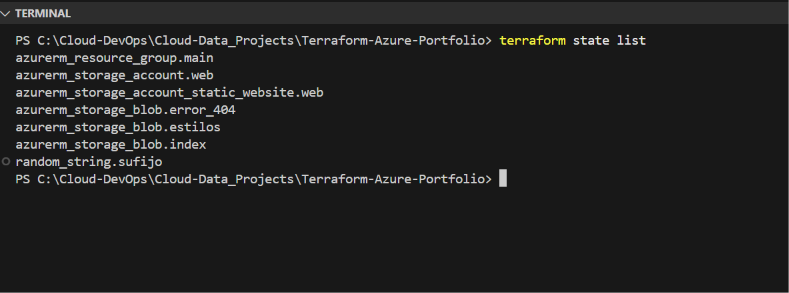 TERMINAL
PS C:\Cloud-DevOps\Cloud-Data_Projects\Terraform-Azure-Portfolio> terraform state list
azurerm_resource_group.main
azurerm_storage_account.web
azurerm_storage_account_static_website.web
azurerm_storage_blob.error_404
azurerm_storage_blob.estilos
azurerm_storage_blob.index
random_string.sufijo
PS C:\Cloud-DevOps\Cloud-Data_Projects\Terraform-Azure-Portfolio>